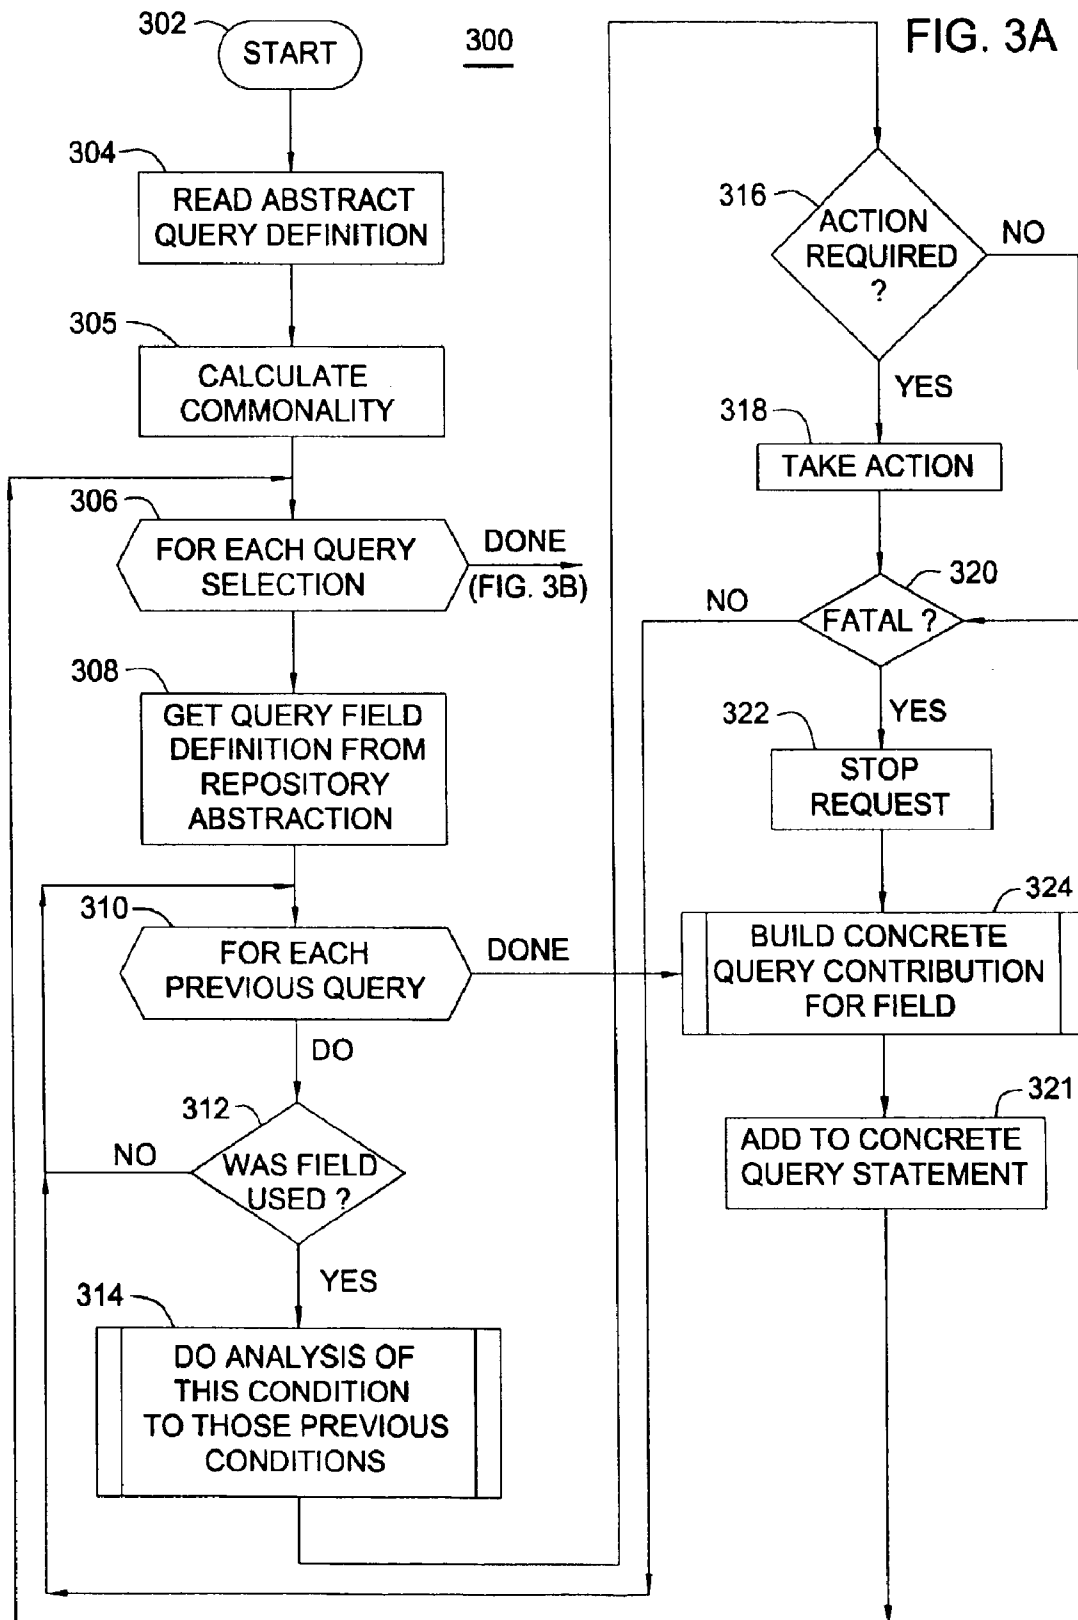 FIG. 3A
300
302
START
304
READ ABSTRACT
QUERY DEFINITION
305
CALCULATE
COMMONALITY
306
FOR EACH QUERY
SELECTION
DONE
(FIG. 3B)
308
GET QUERY FIELD
DEFINITION FROM
REPOSITORY
ABSTRACTION
310
FOR EACH
PREVIOUS QUERY
DONE
DO
312
WAS FIELD
USED ?
NO
YES
314
DO ANALYSIS OF
THIS CONDITION
TO THOSE PREVIOUS
CONDITIONS
316
ACTION
REQUIRED
?
NO
YES
318
TAKE ACTION
320
FATAL ?
NO
YES
322
STOP
REQUEST
324
BUILD CONCRETE
QUERY CONTRIBUTION
FOR FIELD
321
ADD TO CONCRETE
QUERY STATEMENT